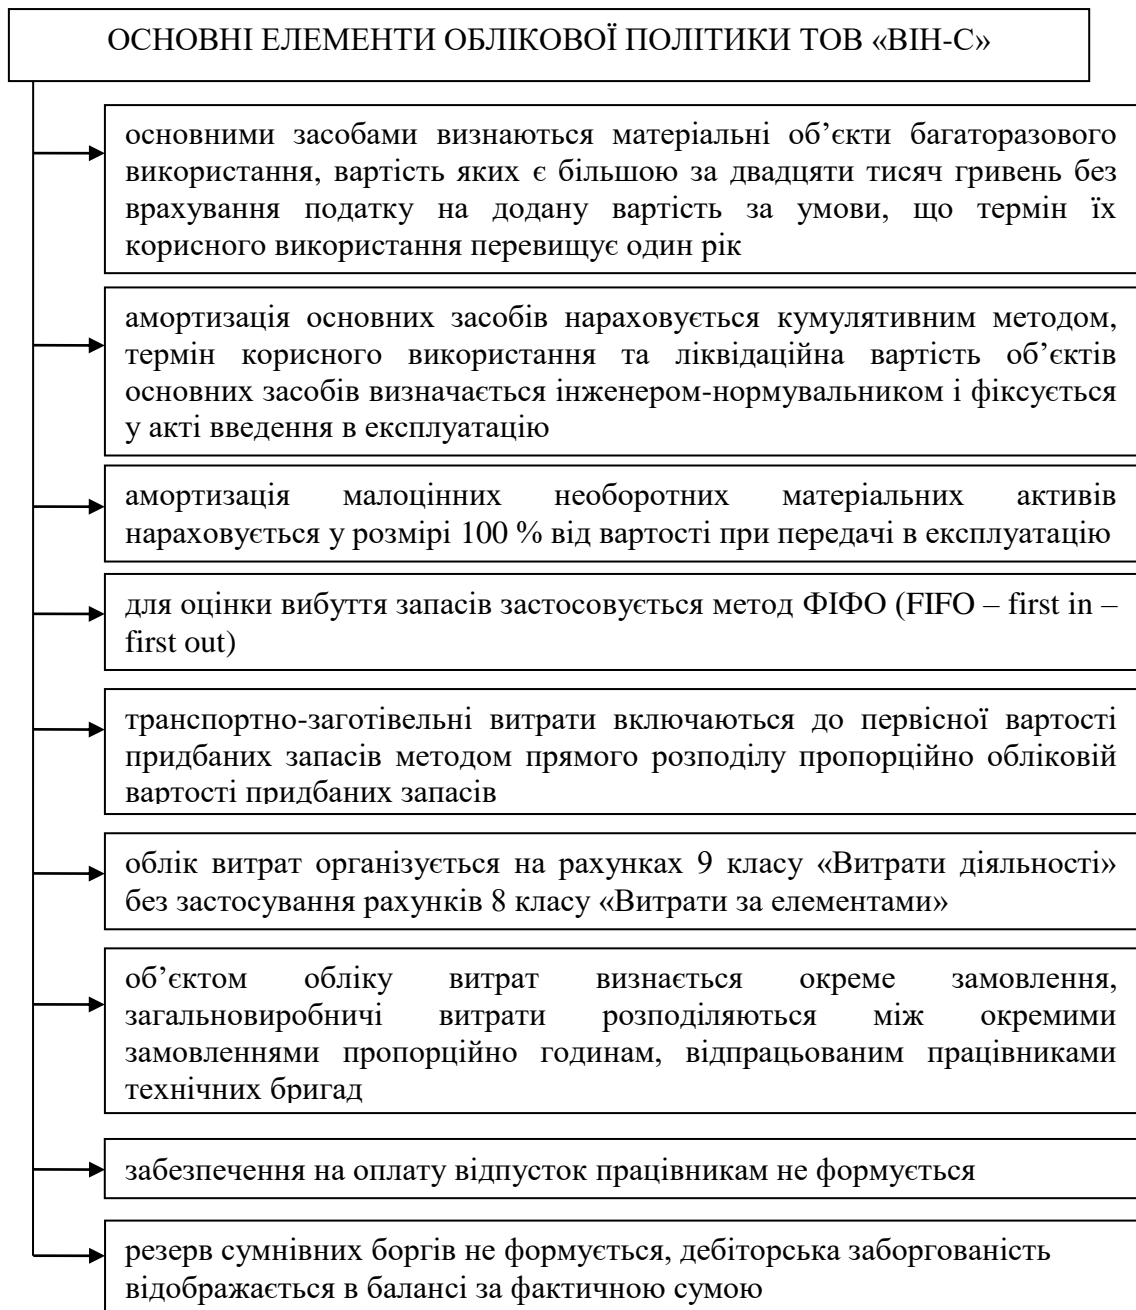 ОСНОВНІ ЕЛЕМЕНТИ ОБЛІКОВОЇ ПОЛІТИКИ ТОВ «ВІН-С»
основними засобами визнаються матеріальні об’єкти багаторазового
використання, вартість яких є більшою за двадцяти тисяч гривень без
врахування податку на додану вартість за умови, що термін їх
корисного використання перевищує один рік
амортизація основних засобів нараховується кумулятивним методом,
термін корисного використання та ліквідаційна вартість об’єктів
основних засобів визначається інженером-нормувальником і фіксується
у акті введення в експлуатацію
амортизація малоцінних необоротних матеріальних активів
нараховується у розмірі 100 % від вартості при передачі в експлуатацію
для оцінки вибуття запасів застосовується метод ФІФО (FIFO – first in –
first out)
транспортно-заготівельні витрати включаються до первісної вартості
придбаних запасів методом прямого розподілу пропорційно обліковій
вартості придбаних запасів
облік витрат організується на рахунках 9 класу «Витрати діяльності»
без застосування рахунків 8 класу «Витрати за елементами»
об’єктом обліку витрат визнається окреме замовлення,
загальновиробничі витрати розподіляються між окремими
замовленнями пропорційно годинам, відпрацьованим працівниками
технічних бригад
забезпечення на оплату відпусток працівникам не формується
резерв сумнівних боргів не формується, дебіторська заборгованість
відображається в балансі за фактичною сумою